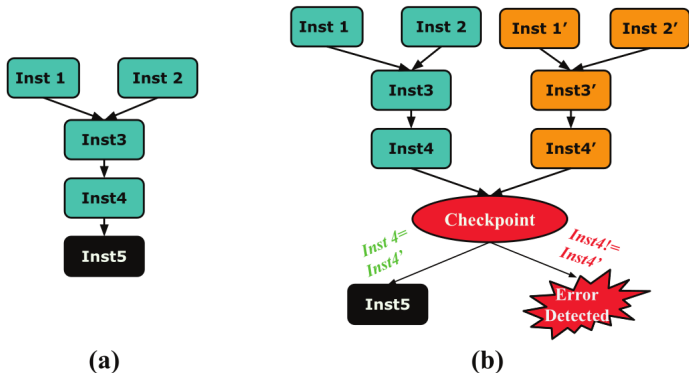 Inst 1
Inst 2
Inst3
Inst4
Inst5
(a)
Inst 1
Inst 2
Inst 1’
Inst 2’
Inst3
Inst3’
Inst4
Inst4’
Checkpoint
Inst 4=
Inst4’
Inst4!=
Inst4’
Inst5
Error
Detected
(b)